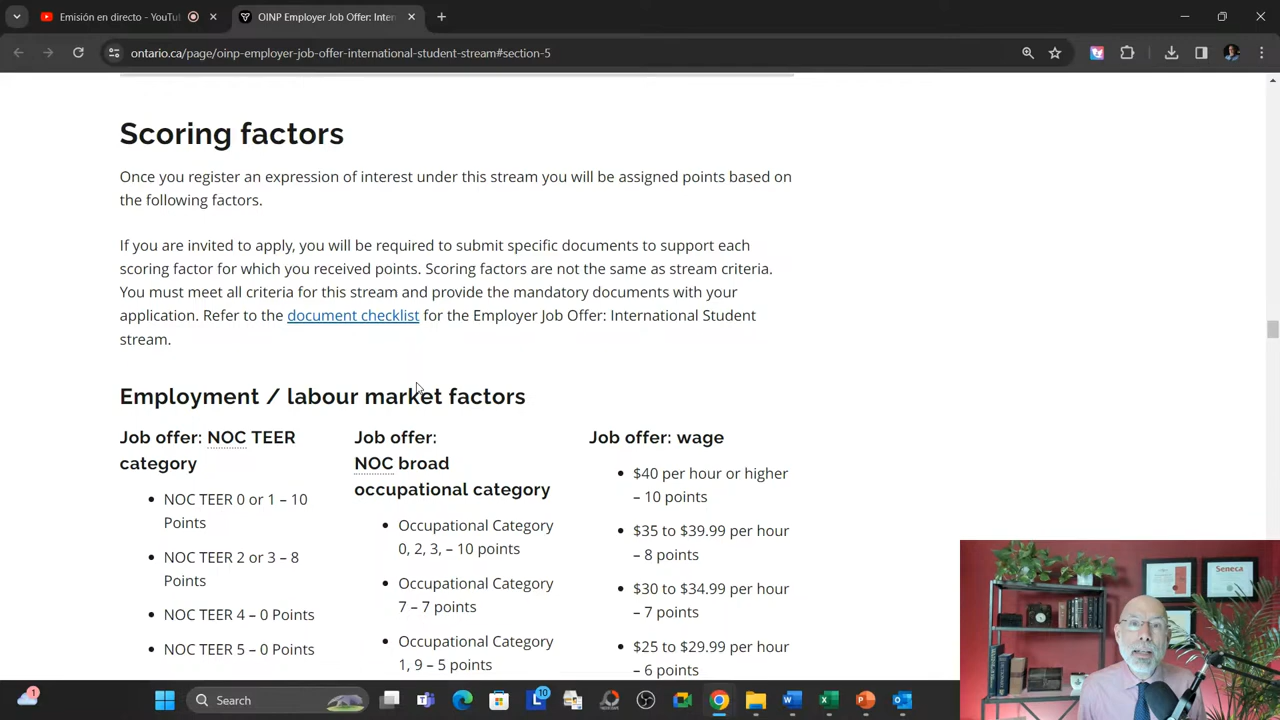 Emisión en directo - YouTu
OINP Employer Job Offer: Inter
ontario.ca/page/oinp-employer-job-offer-international-student-stream#section-5
Scoring factors
Once you register an expression of interest under this stream you will be assigned points based on
the following factors.
If you are invited to apply, you will be required to submit specific documents to support each
scoring factor for which you received points. Scoring factors are not the same as stream criteria.
You must meet all criteria for this stream and provide the mandatory documents with your
application. Refer to the document checklist for the Employer Job Offer: International Student
stream.
Employment / labour market factors
Job offer: NOC TEER
category
NOC TEER 0 or 1 – 10
Points
NOC TEER 2 or 3 – 8
Points
NOC TEER 4 – 0 Points
NOC TEER 5 – 0 Points
Job offer:
NOC broad
occupational category
Occupational Category
0, 2, 3, – 10 points
Occupational Category
7 – 7 points
Occupational Category
1, 9 – 5 points
Job offer: wage
$40 per hour or higher
– 10 points
$35 to $39.99 per hour
– 8 points
$30 to $34.99 per hour
– 7 points
$25 to $29.99 per hour
– 6 points
Seneca
1
Search
10